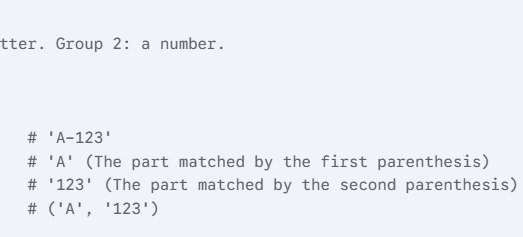 tter. Group 2: a number.
# 'A-123'
# 'A' (The part matched by the first parenthesis)
# '123' (The part matched by the second parenthesis)
# ('A', '123')